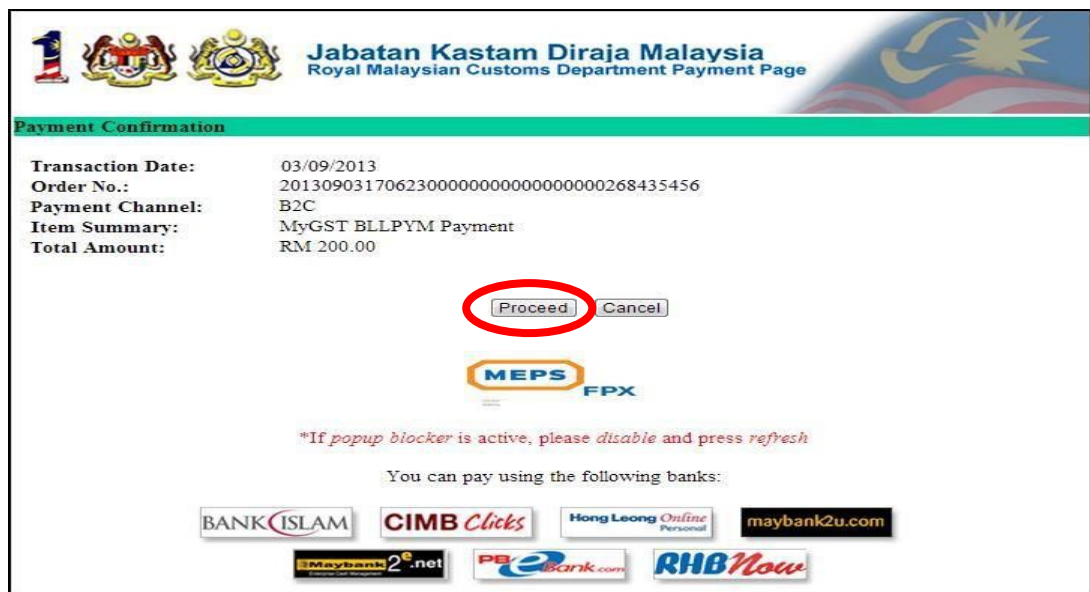 1
Jabatan Kastam Diraja Malaysia
Royal Malaysian Customs Department Payment Page
Payment Confirmation
Transaction Date: 03/09/2013
Order No.: 2013090317062300000000000000000268435456
Payment Channel: B2C
Item Summary: MyGST BLLPYM Payment
Total Amount: RM 200.00
Proceed Cancel
MEPS
FPX
*If popup blocker is active, please disable and press refresh
You can pay using the following banks:
BANK ISLAM CIMB Clicks Hong Leong Online Personal maybank2u.com
Maybank2e.net PBeBank.com RHBNow